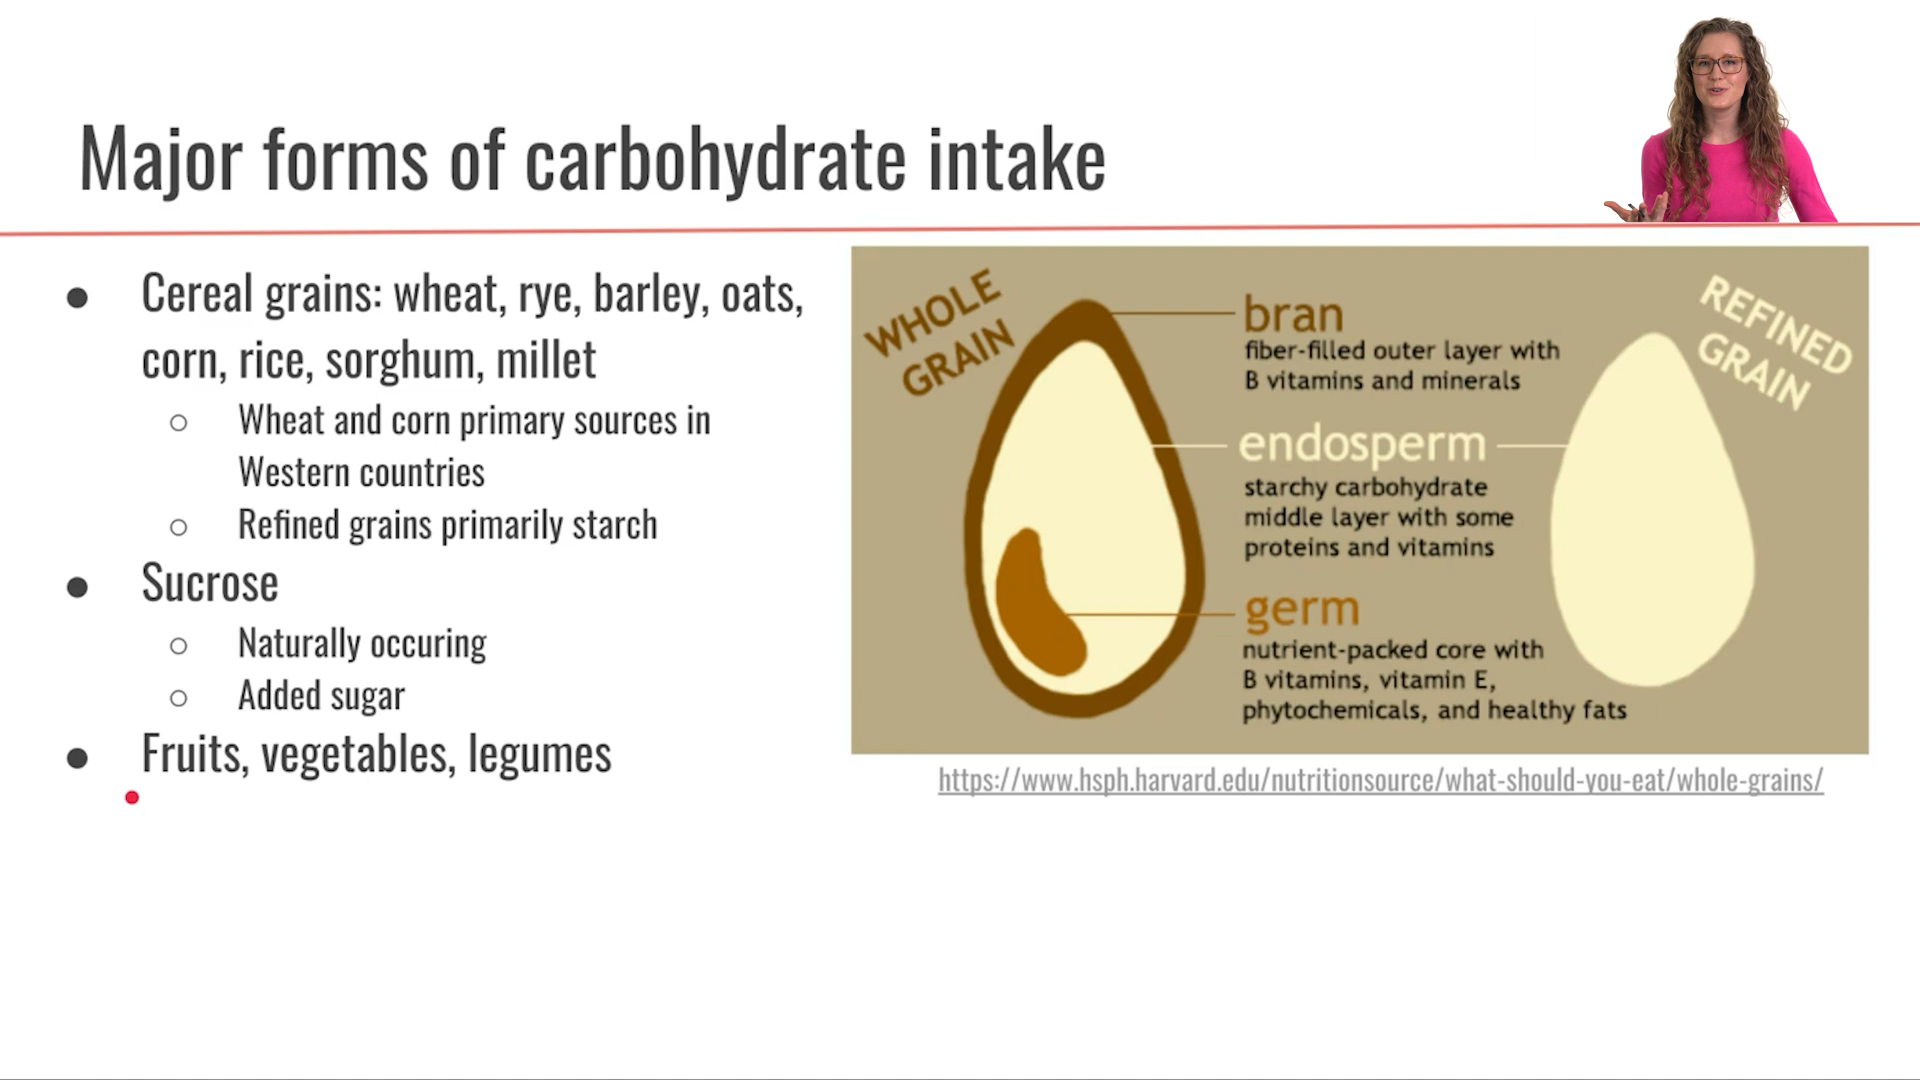 Major forms of carbohydrate intake
● Cereal grains: wheat, rye, barley, oats,
corn, rice, sorghum, millet
○ Wheat and corn primary sources in
Western countries
○ Refined grains primarily starch
● Sucrose
○ Naturally occuring
○ Added sugar
● Fruits, vegetables, legumes
WHOLE
GRAIN
bran
fiber-filled outer layer with
B vitamins and minerals
endosperm
starchy carbohydrate
middle layer with some
proteins and vitamins
germ
nutrient-packed core with
B vitamins, vitamin E,
phytochemicals, and healthy fats
REFINED
GRAIN
https://www.hsph.harvard.edu/nutritionsource/what-should-you-eat/whole-grains/